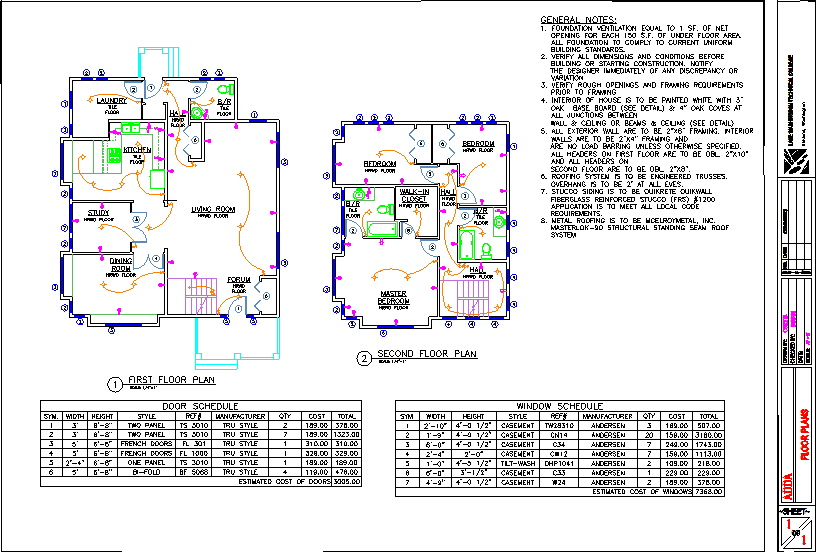 GENERAL NOTES:
1. FOUNDATION VENTILATION EQUAL TO 1 SF. OF NET
OPENING FOR EACH 150 S.F. OF UNDER FLOOR AREA.
ALL FOUNDATION TO COMPLY TO CURRENT UNIFORM
BUILDING STANDARDS.
2. VERIFY ALL DIMENSIONS AND CONDITIONS BEFORE
BUILDING OR STARTING CONSTRUCTION. NOTIFY
THE DESIGNER IMMEDIATELY OF ANY DISCREPANCY OR
VARIATION
3. VERIFY ROUGH OPENINGS AND FRAMING REQUIREMENTS
PRIOR TO FRAMING
4. INTERIOR OF HOUSE IS TO BE PAINTED WHITE WITH 3"
OAK BASE BOARD (SEE DETAIL) & 4" OAK COVES AT
ALL JUNCTIONS BETWEEN
WALL & CEILING OR BEAMS & CEILING (SEE DETAIL)
5. ALL EXTERIOR WALL ARE TO BE 2"X6" FRAMING. INTERIOR
WALLS ARE TO BE 2"X4" FRAMING AND
ARE NO LOAD BARRING UNLESS OTHERWISE SPECIFIED.
ALL HEADERS ON FIRST FLOOR ARE TO BE DBL. 2"X10"
AND ALL HEADERS ON
SECOND FLOOR ARE TO BE DBL. 2"X8".
6. ROOFING SYSTEM IS TO BE ENGINEERED TRUSSES.
OVERHANG IS TO BE 2' AT ALL EVES.
7. STUCCO SIDING IS TO BE QUIKRETE QUIKWALL
FIBERGLASS REINFORCED STUCCO (FRS) #1200
APPLICATION IS TO MEET ALL LOCAL CODE
REQUIREMENTS.
8. METAL ROOFING IS TO BE MCELROYMETAL, INC.
MASTERLOK-90 STRUCTURAL STANDING SEAM ROOF
SYSTEM
LAUNDRY
TILE
FLOOR
HALL
HARD
FLOOR
B/R
TILE
FLOOR
KITCHEN
TILE
FLOOR
STUDY
HARD FLOOR
LIVING ROOM
HARD FLOOR
DINING
ROOM
HARD FLOOR
FORUM
HARD
FLOOR
1 FIRST FLOOR PLAN
BEDROOM
HARD FLOOR
BEDROOM
HARD FLOOR
WALK-IN
CLOSET
HARD FLOOR
HALL
HARD
FLOOR
B/R
TILE
FLOOR
B/R
TILE
FLOOR
HALL
HARD FLOOR
MASTER
BEDROOM
HARD FLOOR
2 SECOND FLOOR PLAN
DOOR SCHEDULE
SYM. WIDTH HEIGHT STYLE REF# MANUFACTURER QTY COST TOTAL
1 3' 6'-8" TWO PANEL TS 3010 TRU STYLE 2 189.00 378.00
2 3' 6'-8" TWO PANEL TS 3010 TRU STYLE 7 189.00 1323.00
3 5' 6'-8" FRENCH DOORS FL 301 TRU STYLE 1 310.00 310.00
4 5' 6'-8" FRENCH DOORS FL 1000 TRU STYLE 1 329.00 329.00
5 2'-4" 6'-8" ONE PANEL TS 3010 TRU STYLE 1 189.00 189.00
6 5' 6'-8" BI-FOLD BF 5068 TRU STYLE 4 119.00 476.00
ESTIMATED COST OF DOORS 3005.00
WINDOW SCHEDULE
SYM WIDTH HEIGHT STYLE REF# MANUFACTURER QTY COST TOTAL
1 2'-10" 4'-0 1/2" CASEMENT TW28310 ANDERSEN 3 169.00 507.00
2 1'-9" 4'-0 1/2" CASEMENT CN14 ANDERSEN 20 159.00 3180.00
3 6'-0" 4'-0 1/2" CASEMENT C34 ANDERSEN 7 249.00 1743.00
4 2'-4" 2'-0" CASEMENT CW12 ANDERSEN 7 159.00 1113.00
5 1'-0" 4'-5 1/2" TILT-WASH DHP1041 ANDERSEN 2 109.00 218.00
6 6'-0" 3'-1/2" CASEMENT C33 ANDERSEN 1 229.00 229.00
7 4'-9" 4'-0 1/2" CASEMENT W24 ANDERSEN 2 189.00 378.00
ESTIMATED COST OF WINDOWS 7368.00
LAKE WASHINGTON TECHNICAL COLLEGE
DRAWN BY:
CHECKED BY:
DATE:
SCALE:
ADDA
FLOOR PLANS
SHEET
1
OF
1